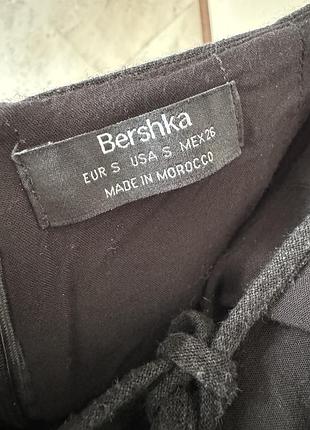 Bershka
EUR S USA S MEX 26
MADE IN MOROCCO